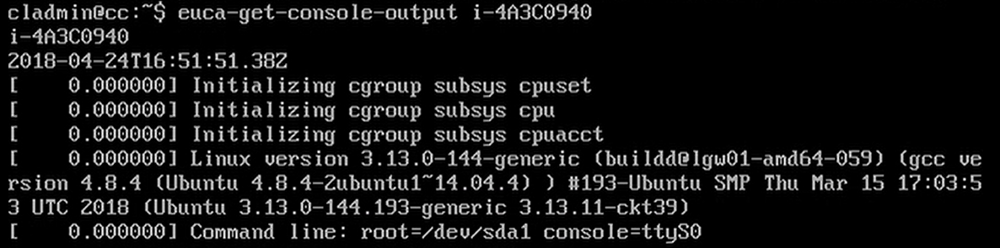 cladmin@cc:~$ euca-get-console-output i-4A3C0940
i-4A3C0940
2018-04-24T16:51:51.38Z
[    0.000000] Initializing cgroup subsys cpuset
[    0.000000] Initializing cgroup subsys cpu
[    0.000000] Initializing cgroup subsys cpuacct
[    0.000000] Linux version 3.13.0-144-generic (buildd@lgw01-amd64-059) (gcc ve
rsion 4.8.4 (Ubuntu 4.8.4-2ubuntu1~14.04.4) ) #193-Ubuntu SMP Thu Mar 15 17:03:5
3 UTC 2018 (Ubuntu 3.13.0-144.193-generic 3.13.11-ckt39)
[    0.000000] Command line: root=/dev/sda1 console=ttyS0